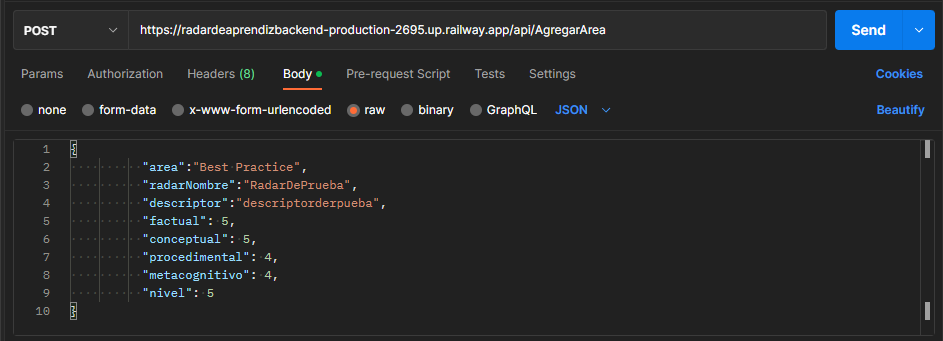 POST https://radardeaprendizbackend-production-2695.up.railway.app/api/AgregarArea Send
Params Authorization Headers (8) Body Pre-request Script Tests Settings Cookies
none form-data x-www-form-urlencoded raw binary GraphQL JSON Beautify
1 {
2 "area":"Best Practice",
3 "radarNombre":"RadarDePrueba",
4 "descriptor":"descriptorderpueba",
5 "factual": 5,
6 "conceptual": 5,
7 "procedimental": 4,
8 "metacognitivo": 4,
9 "nivel": 5
10 }